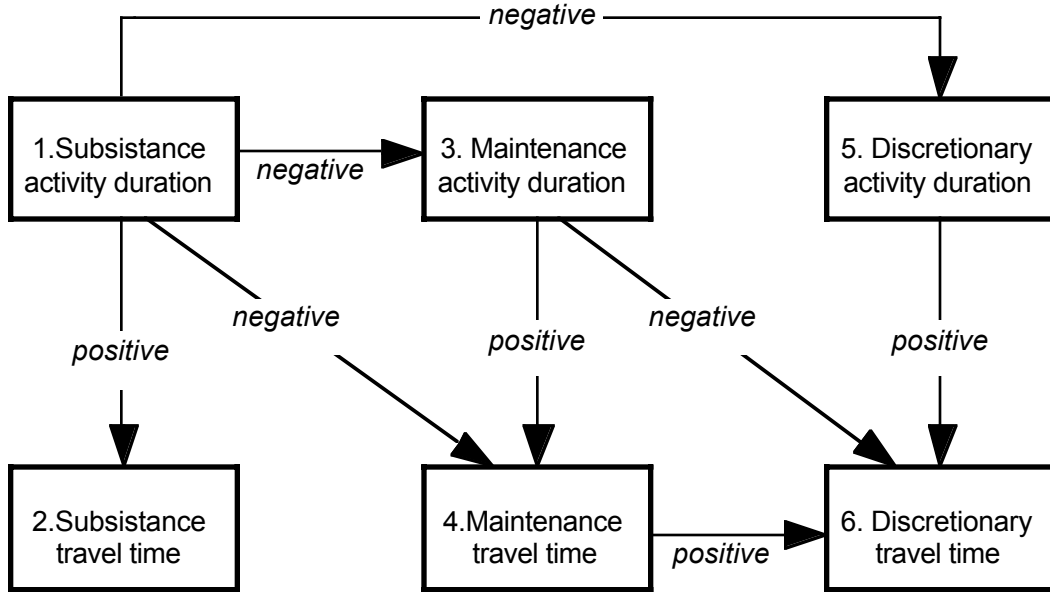 negative
1.Subsistance
activity duration
negative
3. Maintenance
activity duration
5. Discretionary
activity duration
negative
negative
positive
positive
positive
2.Subsistance
travel time
4.Maintenance
travel time
positive
6. Discretionary
travel time